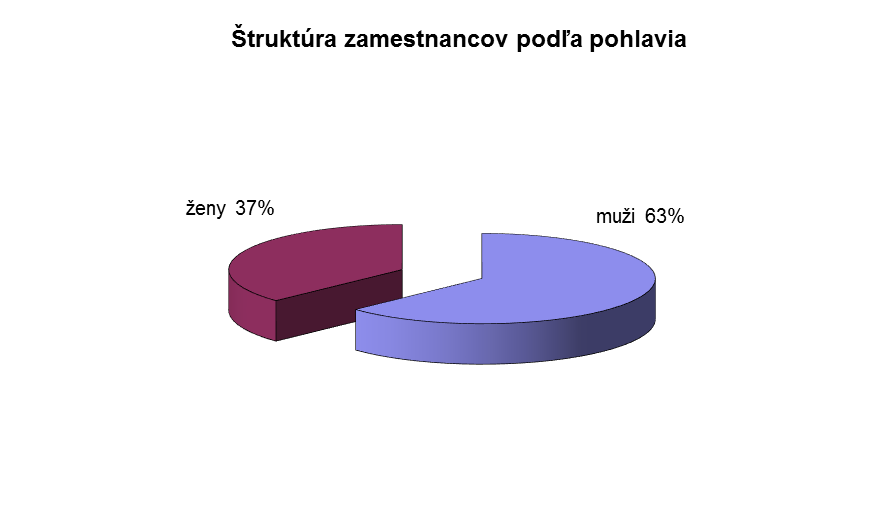 Štruktúra zamestnancov podľa pohlavia
ženy 37%
muži 63%